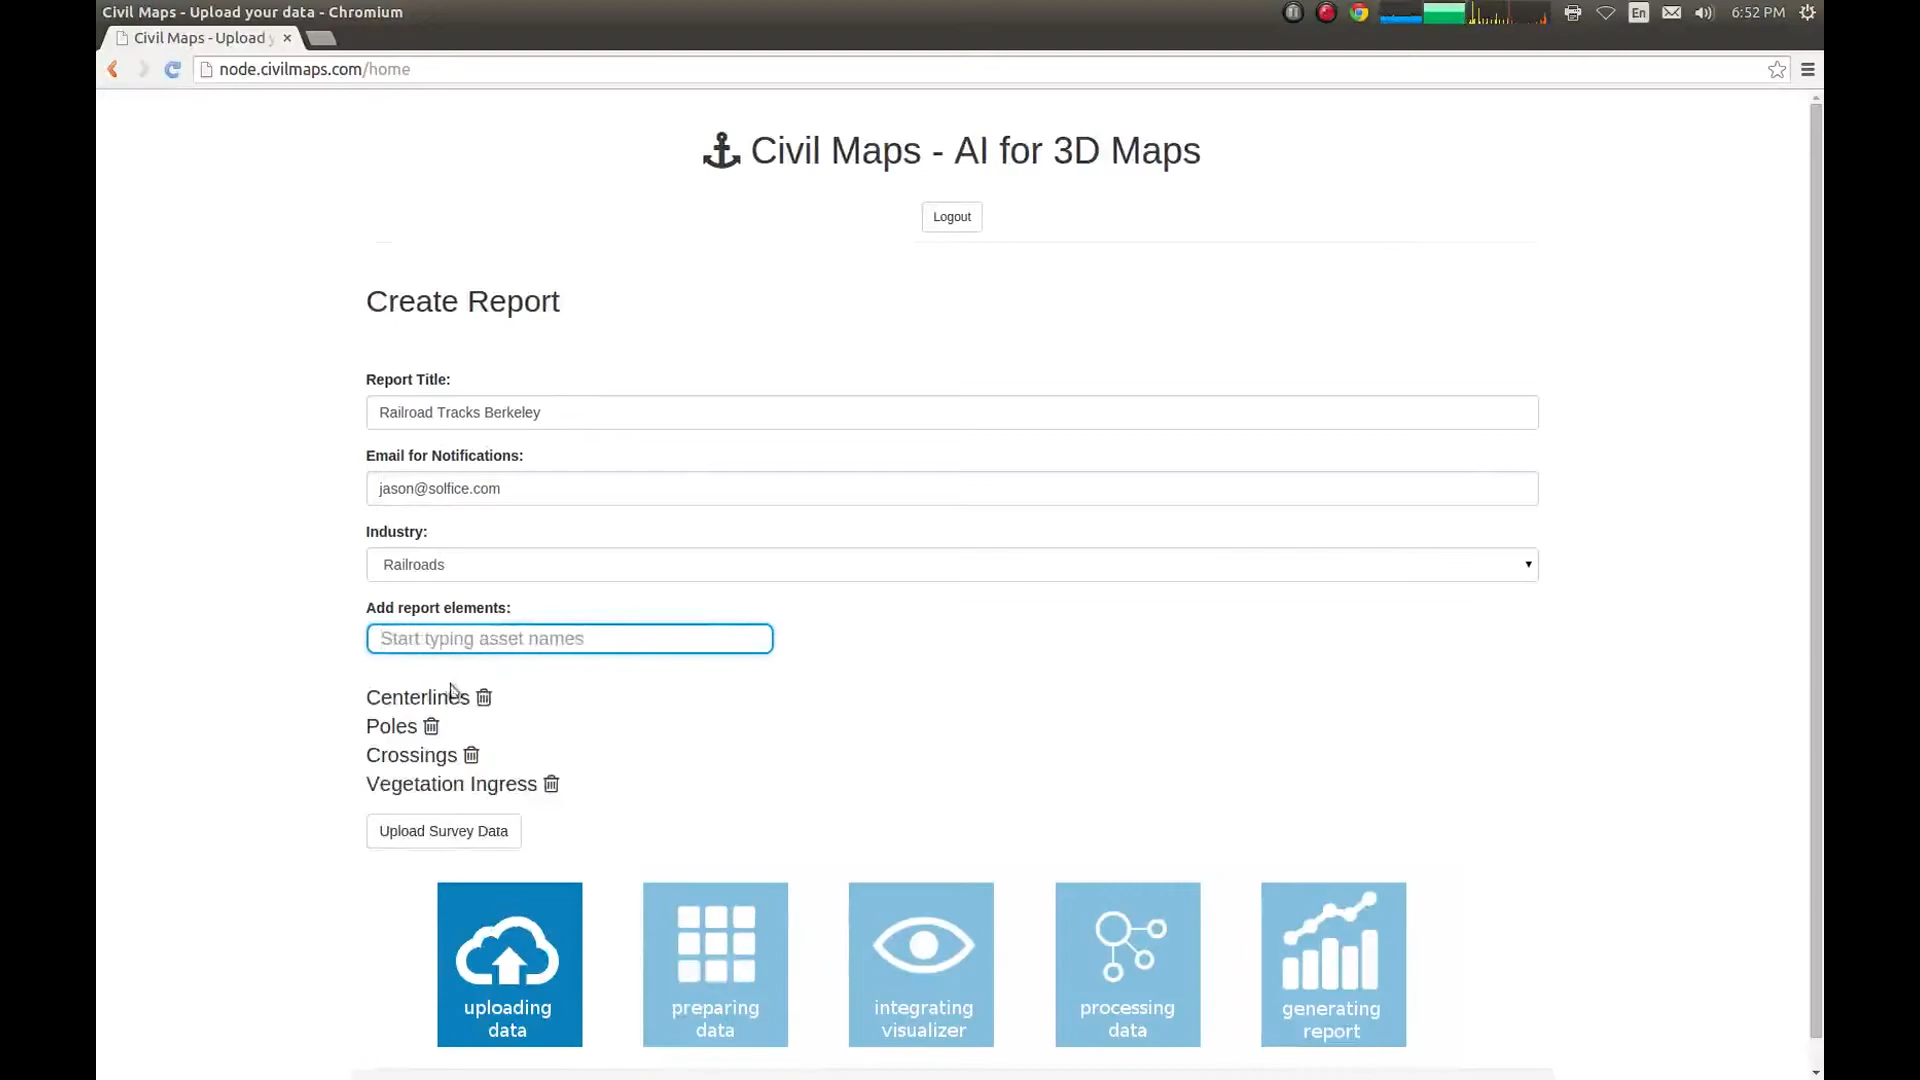 Civil Maps - Upload your data - Chromium
En
6:52 PM
Civil Maps - Upload
node.civilmaps.com/home
Civil Maps - AI for 3D Maps
Logout
Create Report
Report Title:
Railroad Tracks Berkeley
Email for Notifications:
jason@solfice.com
Industry:
Railroads
Add report elements:
Start typing asset names
Centerlines
Poles
Crossings
Vegetation Ingress
Upload Survey Data
uploading
data
preparing
data
integrating
visualizer
processing
data
generating
report